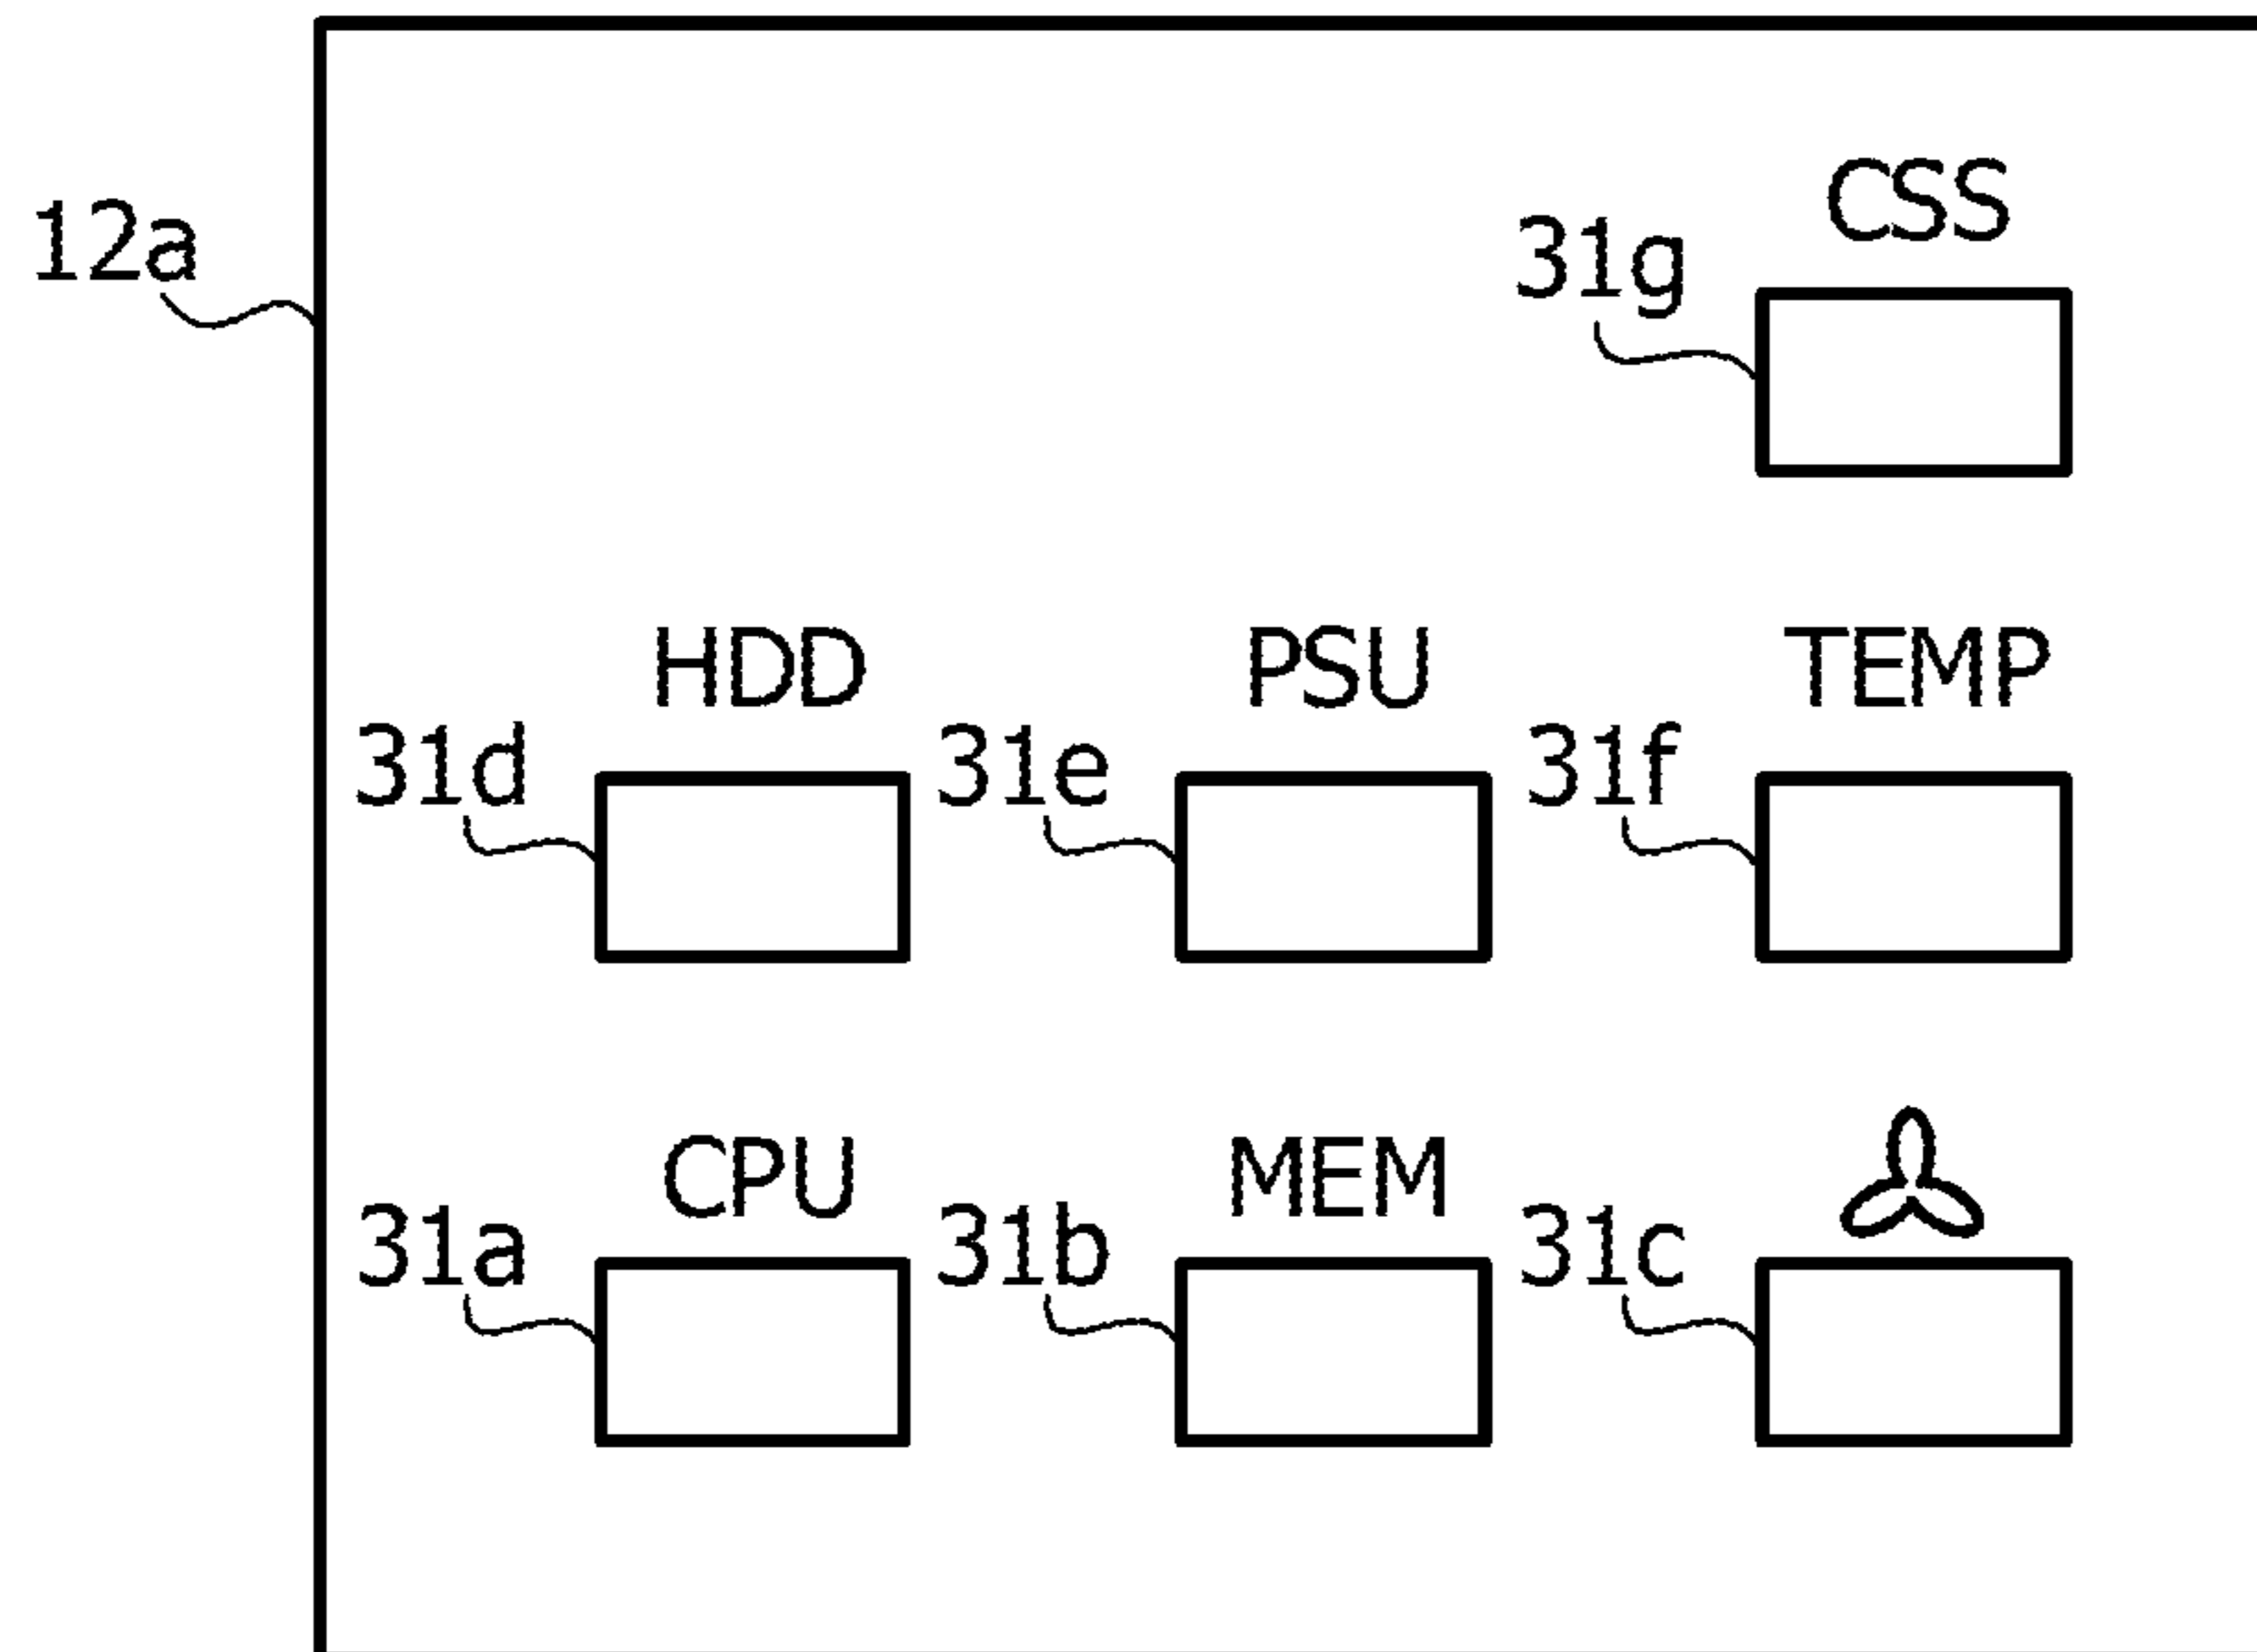 CSS
12a
31g
HDD PSU TEMP
31d 31e 31f
CPU MEM
31a 31b 31c